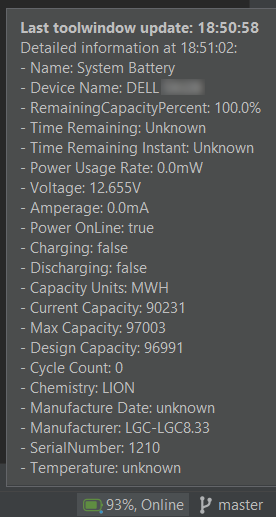 Last toolwindow update: 18:50:58
Detailed information at 18:51:02:
- Name: System Battery
- Device Name: DELL
- RemainingCapacityPercent: 100.0%
- Time Remaining: Unknown
- Time Remaining Instant: Unknown
- Power Usage Rate: 0.0mW
- Voltage: 12.655V
- Amperage: 0.0mA
- Power OnLine: true
- Charging: false
- Discharging: false
- Capacity Units: MWH
- Current Capacity: 90231
- Max Capacity: 97003
- Design Capacity: 96991
- Cycle Count: 0
- Chemistry: LION
- Manufacture Date: unknown
- Manufacturer: LGC-LGC8.33
- SerialNumber: 1210
- Temperature: unknown
93%, Online master